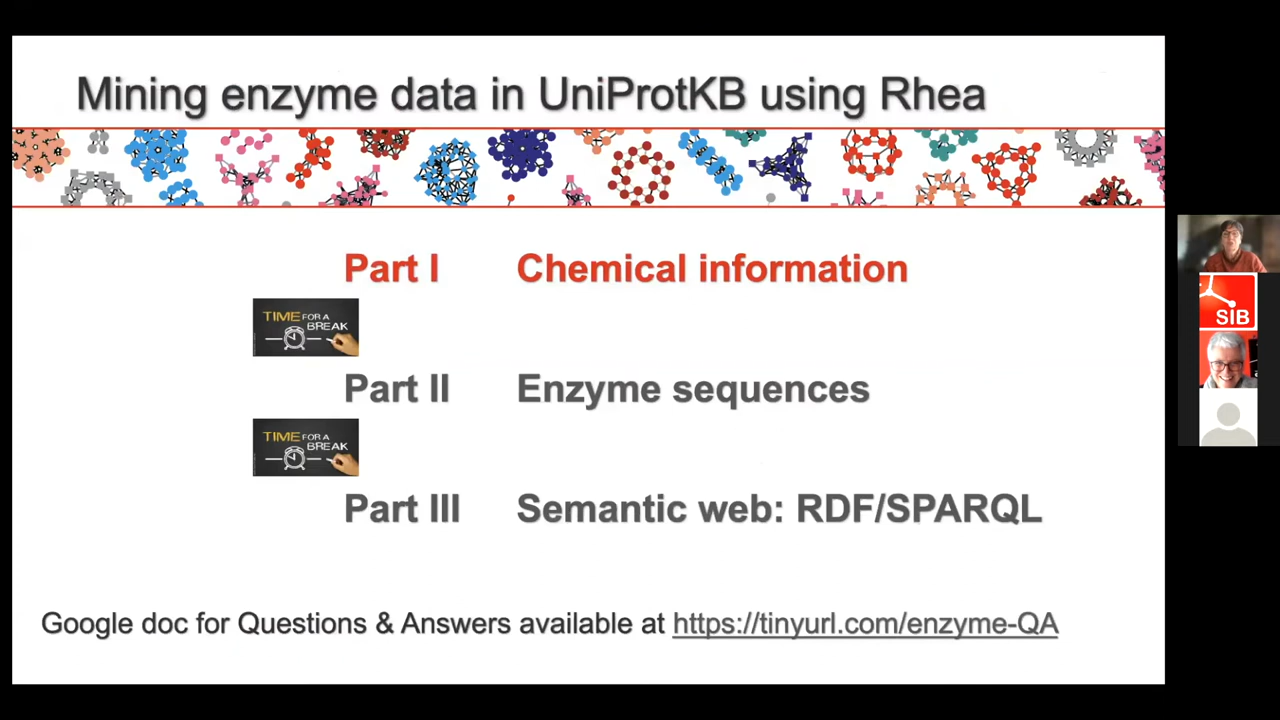 Mining enzyme data in UniProtKB using Rhea
Part I Chemical information
TIME FOR A
BREAK
Part II Enzyme sequences
TIME FOR A
BREAK
Part III Semantic web: RDF/SPARQL
Google doc for Questions & Answers available at https://tinyurl.com/enzyme-QA
SIB